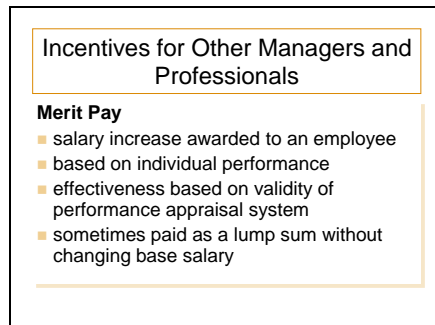 Incentives for Other Managers and
Professionals
Merit Pay
salary increase awarded to an employee
based on individual performance
effectiveness based on validity of
performance appraisal system
sometimes paid as a lump sum without
changing base salary